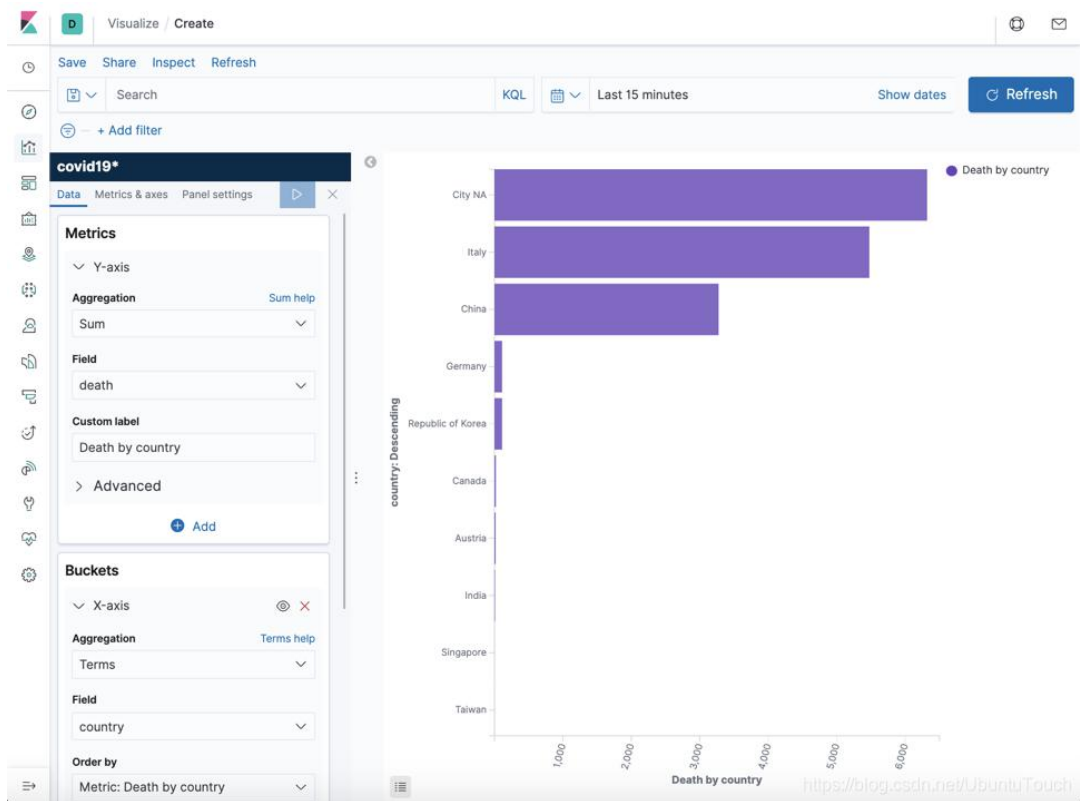 D Visualize / Create
Save Share Inspect Refresh
Search KQL Last 15 minutes Show dates Refresh
+ Add filter
covid19*
Data Metrics & axes Panel settings
Metrics
Y-axis
Aggregation Sum help
Sum
Field
death
Custom label
Death by country
Advanced
Add
Buckets
X-axis
Aggregation Terms help
Terms
Field
country
Order by
Metric: Death by country
Death by country
City NA
Italy
China
Germany
Republic of Korea
Canada
Austria
India
Singapore
Taiwan
country: Descending
1,000 2,000 3,000 4,000 5,000 6,000
Death by country
https://blog.csdn.net/UbuntuTouch